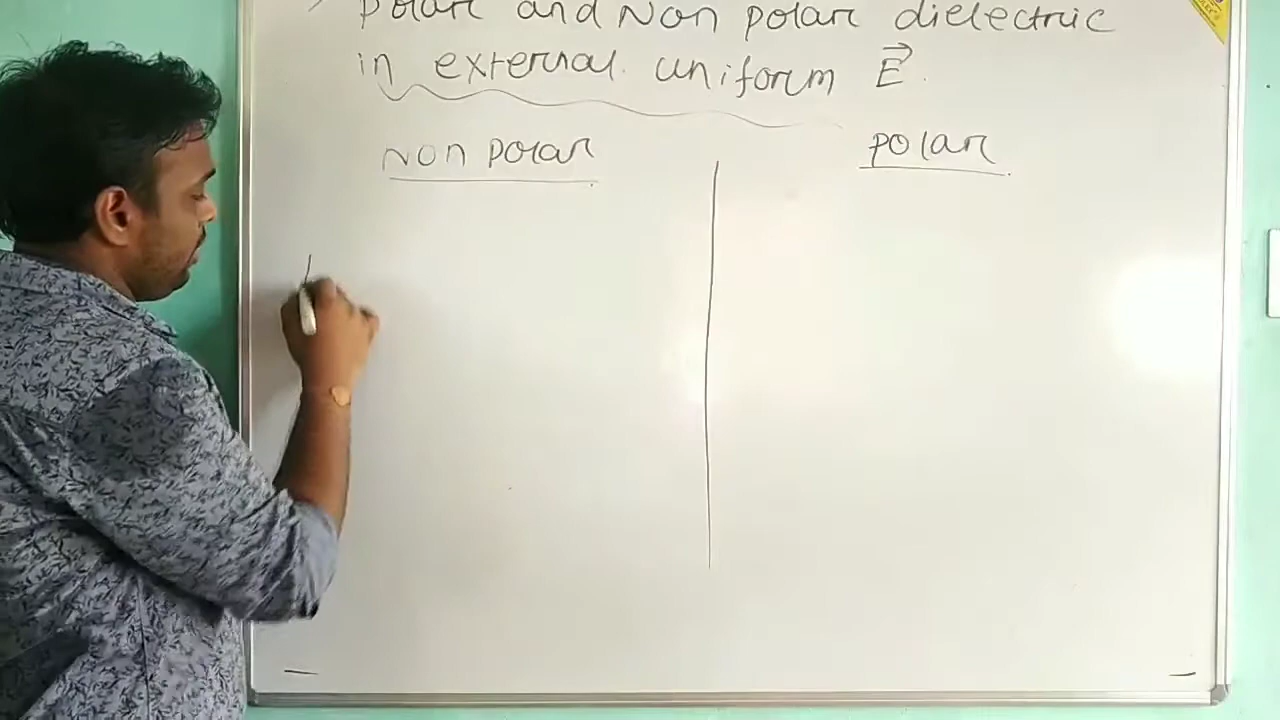 Polar and Non polar dielectric
in external uniform E
Non Polar
Polar